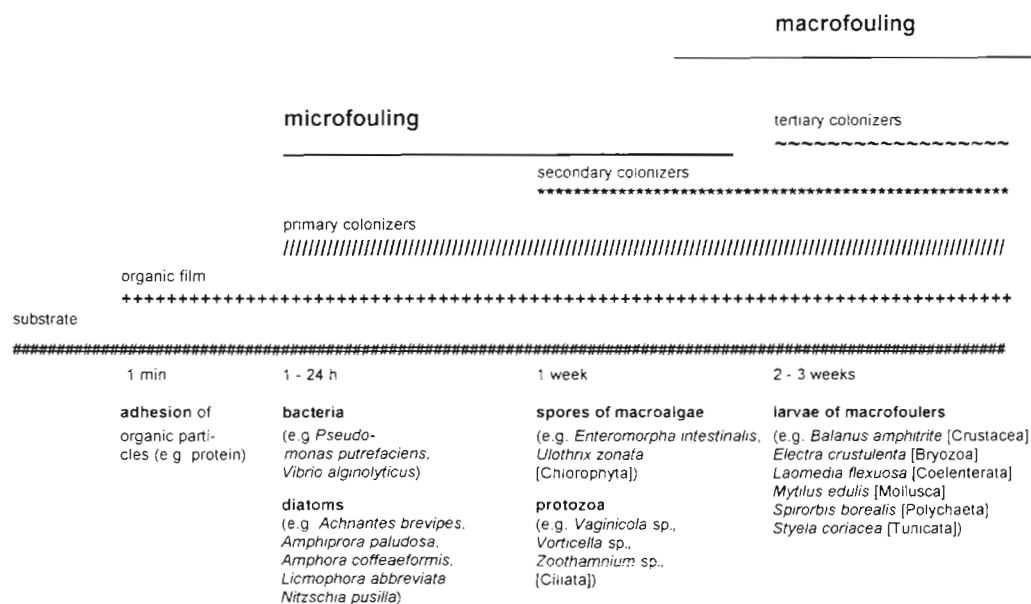 macrofouling
microfouling
tertiary colonizers
~~~~~~~~~~~~~~~~~~
secondary colonizers
primary colonizers
organic film
substrate
1 min
1 - 24 h
1 week
2 - 3 weeks
adhesion of
organic parti-
cles (e g protein)
bacteria
(e.g Pseudo-
monas putrefaciens,
Vibrio alginolyticus)
diatoms
(e.g Achnantes brevipes,
Amphiprora paludosa,
Amphora coffeaeformis,
Licmophora abbreviata
Nitzschia pusilla)
spores of macroalgae
(e.g. Enteromorpha intestinalis,
Ulothrix zonata
[Chlorophyta])
protozoa
(e.g. Vaginicola sp.,
Vorticella sp.,
Zoothamnium sp.,
[Ciliata])
larvae of macrofoulers
(e.g. Balanus amphitrite [Crustacea]
Electra crustulenta [Bryozoa]
Laomedia flexuosa [Coelenterata]
Mytilus edulis [Mollusca]
Spirorbis borealis [Polychaeta)
Styela coriacea [Tunicata])